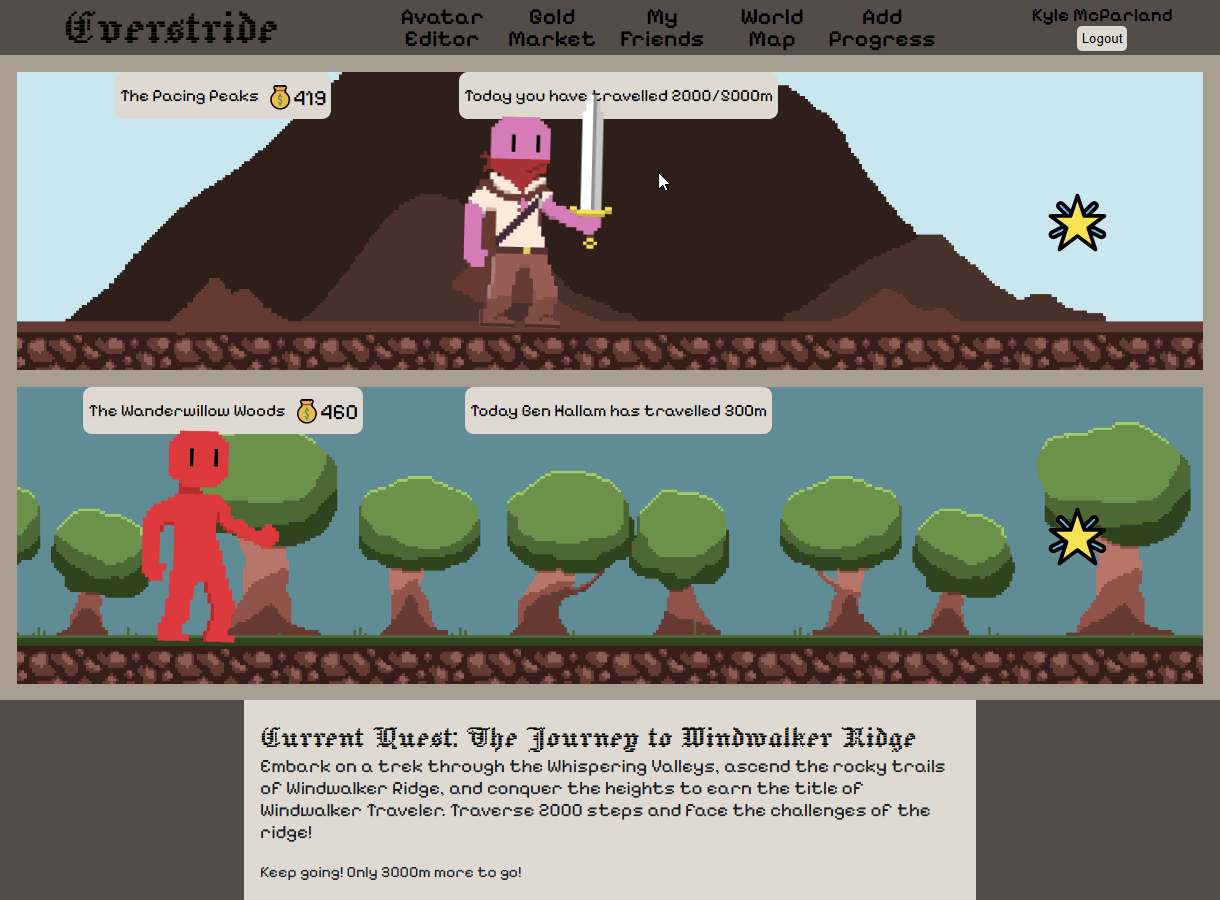 Everstride
Avatar Editor
Gold Market
My Friends
World Map
Add Progress
Kyle McParland
Logout
The Pacing Peaks 419
Today you have travelled 2000/5000m
The Wanderwillow Woods 460
Today Ben Hallam has travelled 300m
Current Quest: The Journey to Windwalker Ridge
Embark on a trek through the Whispering Valleys, ascend the rocky trails
of Windwalker Ridge, and conquer the heights to earn the title of
Windwalker Traveler. Traverse 2000 steps and face the challenges of the
ridge!
Keep going! Only 3000m more to go!